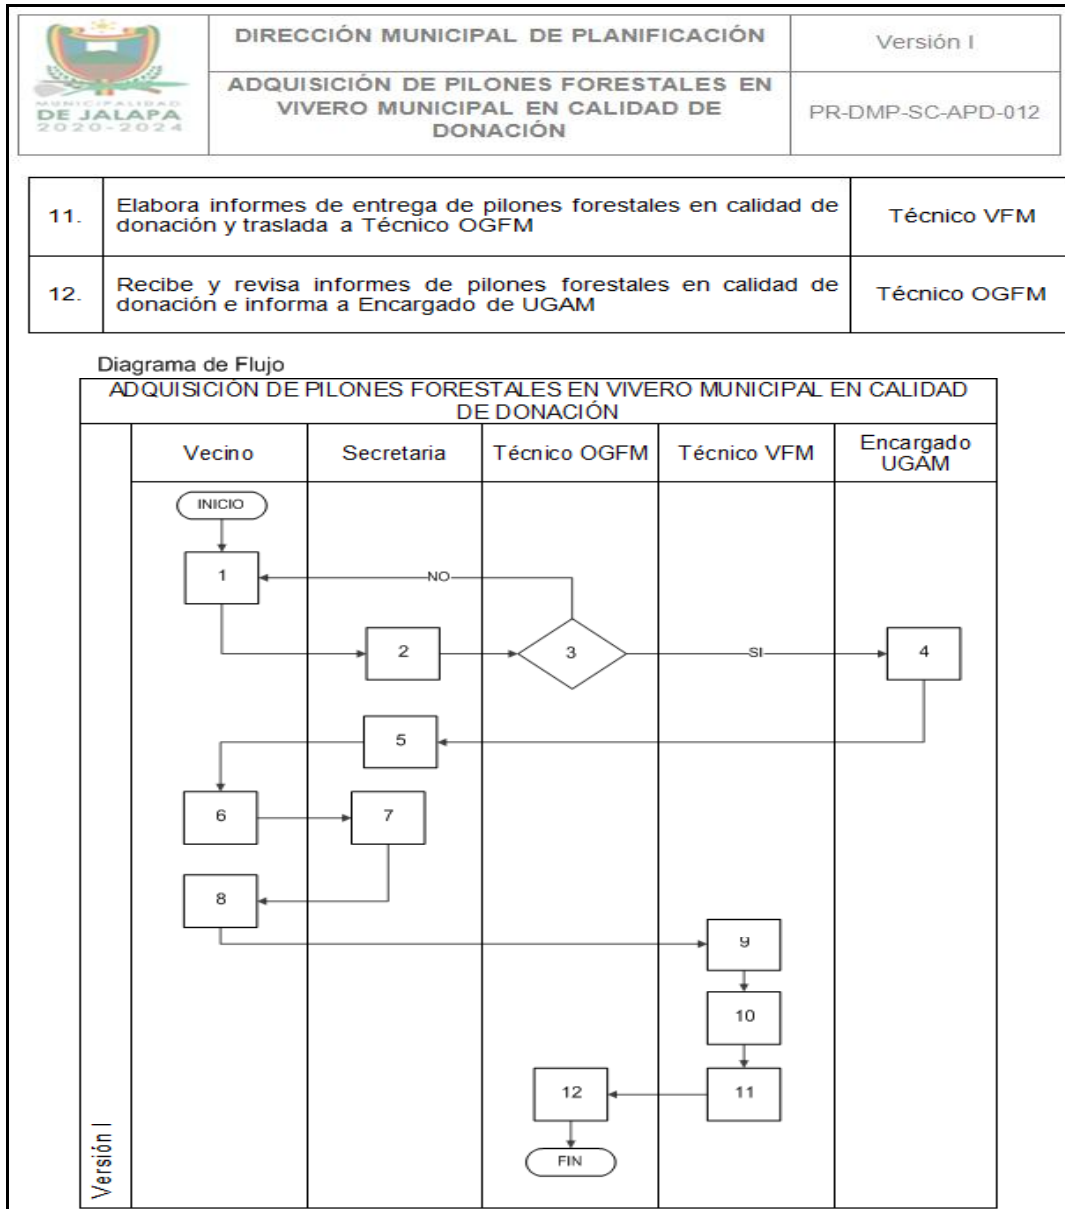 MUNICIPALIDAD
DE JALAPA
2020-2024
DIRECCIÓN MUNICIPAL DE PLANIFICACIÓN
Versión I
ADQUISICIÓN DE PILONES FORESTALES EN
VIVERO MUNICIPAL EN CALIDAD DE
DONACIÓN
PR-DMP-SC-APD-012
11.
Elabora informes de entrega de pilones forestales en calidad de
donación y traslada a Técnico OGFM
Técnico VFM
12.
Recibe y revisa informes de pilones forestales en calidad de
donación e informa a Encargado de UGAM
Técnico OGFM
Diagrama de Flujo
ADQUISICIÓN DE PILONES FORESTALES EN VIVERO MUNICIPAL EN CALIDAD
DE DONACIÓN
Vecino
Secretaria
Técnico OGFM
Técnico VFM
Encargado
UGAM
INICIO
1
NO
2
3
SI
4
5
6
7
8
9
10
11
12
FIN
Versión I